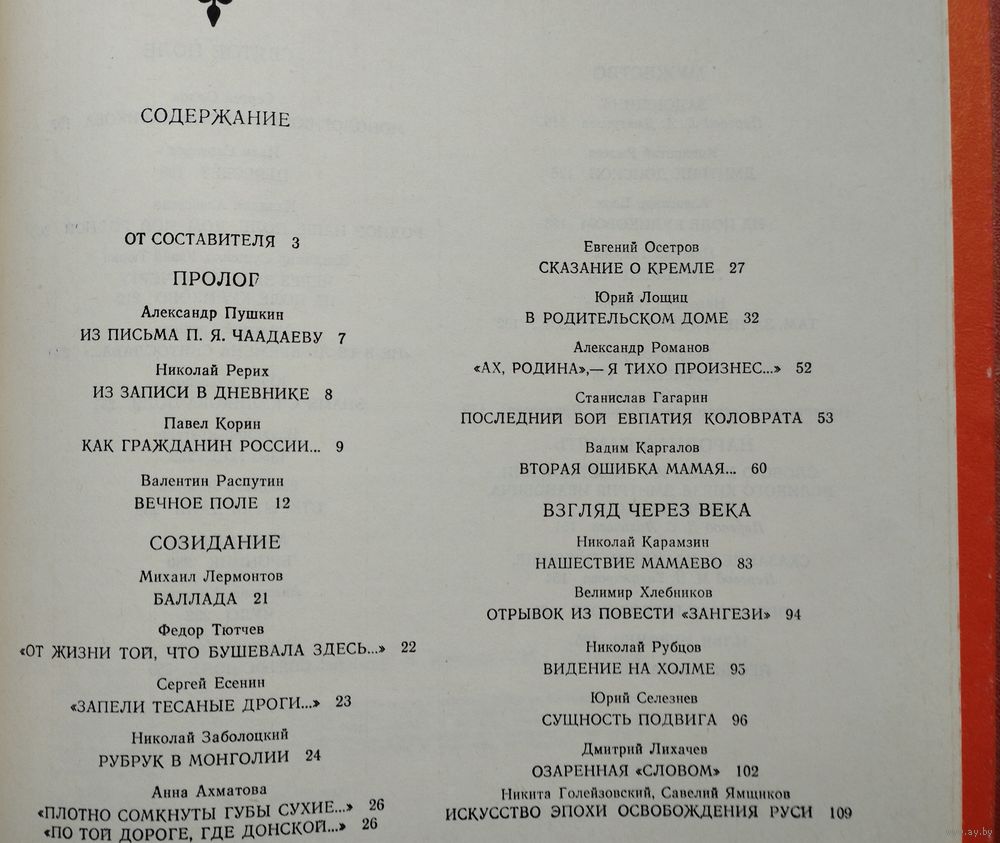 СОДЕРЖАНИЕ
ОТ СОСТАВИТЕЛЯ 3
ПРОЛОГ
Александр Пушкин
ИЗ ПИСЬМА П. Я. ЧААДАЕВУ 7
Николай Рерих
ИЗ ЗАПИСИ В ДНЕВНИКЕ 8
Павел Корин
КАК ГРАЖДАНИН РОССИИ... 9
Валентин Распутин
ВЕЧНОЕ ПОЛЕ 12
СОЗИДАНИЕ
Михаил Лермонтов
БАЛЛАДА 21
Федор Тютчев
«ОТ ЖИЗНИ ТОЙ, ЧТО БУШЕВАЛА ЗДЕСЬ...» 22
Сергей Есенин
«ЗАПЕЛИ ТЕСАНЫЕ ДРОГИ...» 23
Николай Заболоцкий
РУБРУК В МОНГОЛИИ 24
Анна Ахматова
«ПЛОТНО СОМКНУТЫ ГУБЫ СУХИЕ...» 26
«ПО ТОЙ ДОРОГЕ, ГДЕ ДОНСКОЙ...» 26
Евгений Осетров
СКАЗАНИЕ О КРЕМЛЕ 27
Юрий Лощиц
В РОДИТЕЛЬСКОМ ДОМЕ 32
Александр Романов
«АХ, РОДИНА»,— Я ТИХО ПРОИЗНЕС...» 52
Станислав Гагарин
ПОСЛЕДНИЙ БОЙ ЕВПАТИЯ КОЛОВРАТА 53
Вадим Каргалов
ВТОРАЯ ОШИБКА МАМАЯ... 60
ВЗГЛЯД ЧЕРЕЗ ВЕКА
Николай Карамзин
НАШЕСТВИЕ МАМАЕВО 83
Велимир Хлебников
ОТРЫВОК ИЗ ПОВЕСТИ «ЗАНГЕЗИ» 94
Николай Рубцов
ВИДЕНИЕ НА ХОЛМЕ 95
Юрий Селезнев
СУЩНОСТЬ ПОДВИГА 96
Дмитрий Лихачев
ОЗАРЕННАЯ «СЛОВОМ» 102
Никита Голейзовский, Савелий Ямщиков
ИСКУССТВО ЭПОХИ ОСВОБОЖДЕНИЯ РУСИ 109
www.ay.by